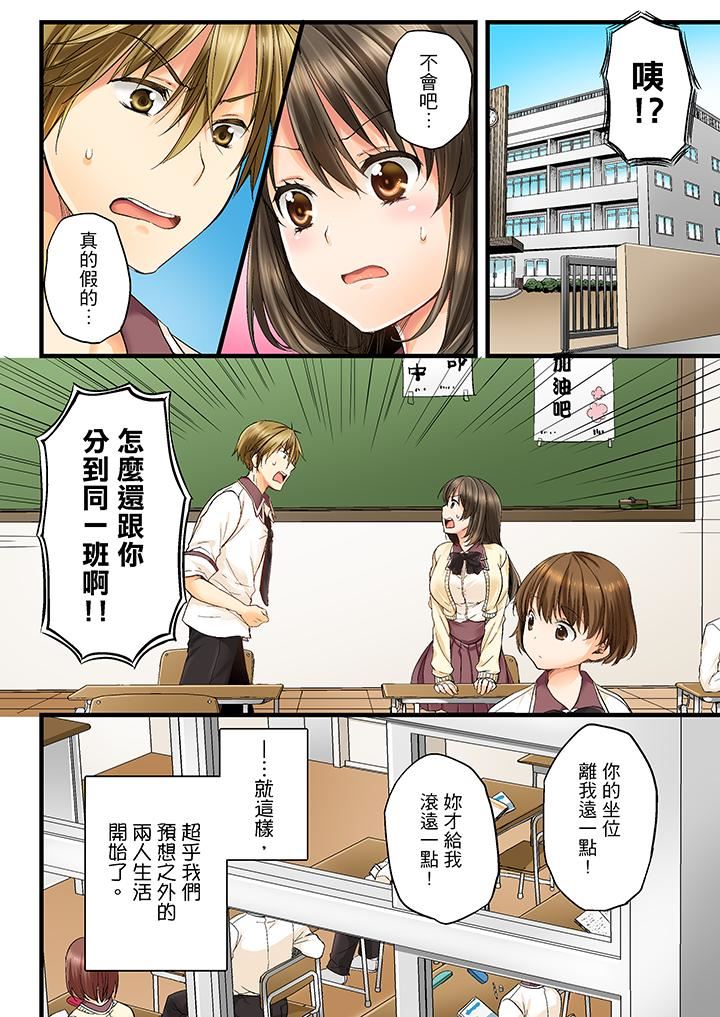 咦!?
不會吧…
真的假的…
加油吧
部
中
怎麼還跟你
分到同一班啊!!
你的坐位
離我遠一點!
妳才給我
滾遠一點!
——……就這樣，
超乎我們
預想之外的
兩人生活
開始了。